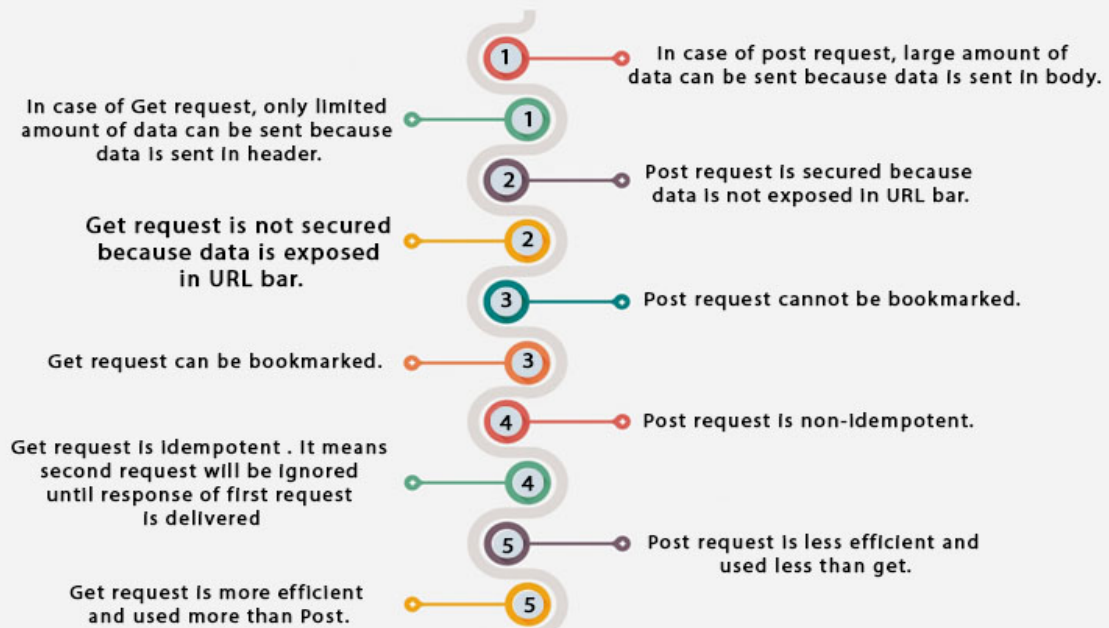 1
In case of post request, large amount of
data can be sent because data is sent in body.
In case of Get request, only limited
amount of data can be sent because
data is sent in header.
1
2
Post request is secured because
data is not exposed in URL bar.
Get request is not secured
because data is exposed
in URL bar.
2
3
Post request cannot be bookmarked.
Get request can be bookmarked.
3
4
Post request is non-idempotent.
Get request is idempotent . It means
second request will be ignored
until response of first request
is delivered
4
5
Post request is less efficient and
used less than get.
Get request is more efficient
and used more than Post.
5